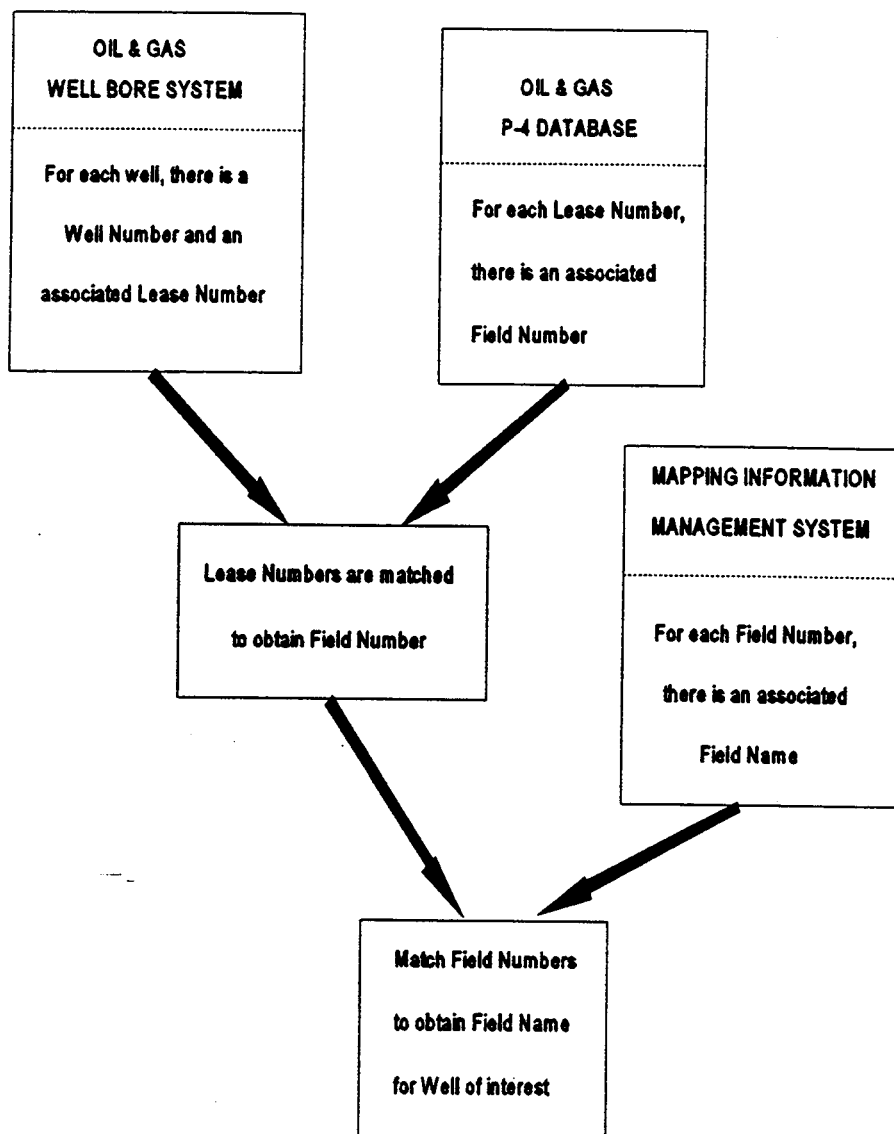 OIL & GAS
WELL BORE SYSTEM
For each well, there is a
Well Number and an
associated Lease Number
OIL & GAS
P-4 DATABASE
For each Lease Number,
there is an associated
Field Number
Lease Numbers are matched
to obtain Field Number
MAPPING INFORMATION
MANAGEMENT SYSTEM
For each Field Number,
there is an associated
Field Name
Match Field Numbers
to obtain Field Name
for Well of interest